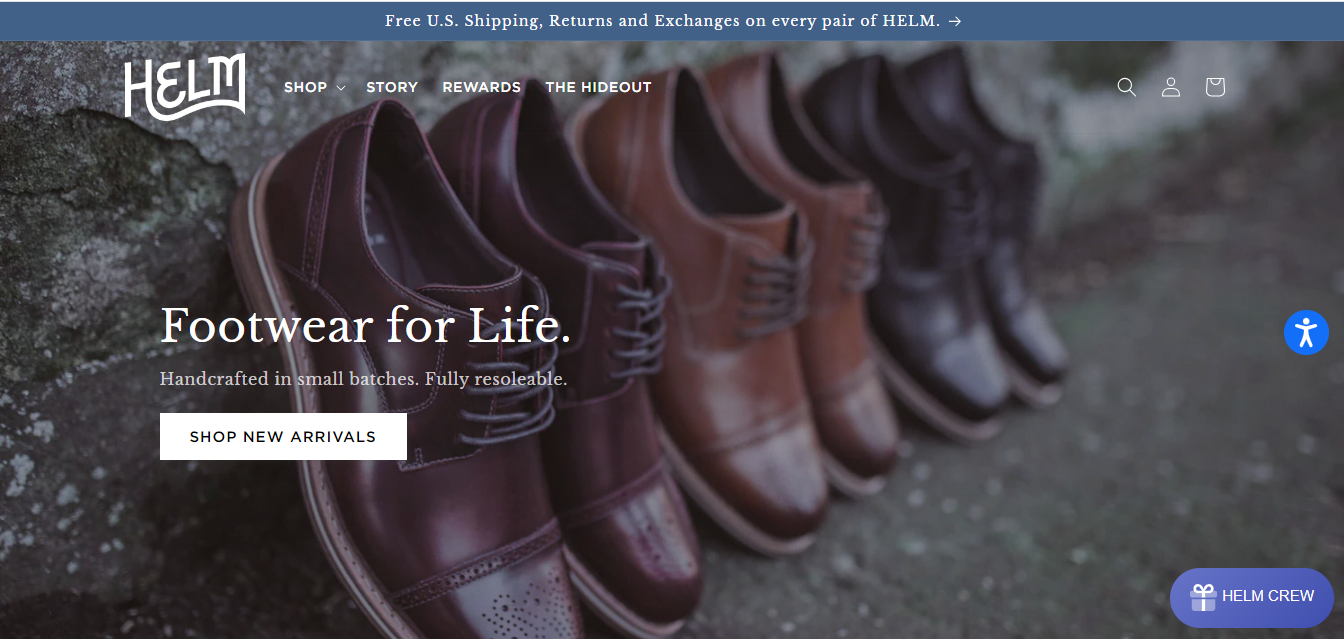 Free U.S. Shipping, Returns and Exchanges on every pair of HELM. →
HELM
SHOP STORY REWARDS THE HIDEOUT
Footwear for Life.
Handcrafted in small batches. Fully resoleable.
SHOP NEW ARRIVALS
HELM CREW